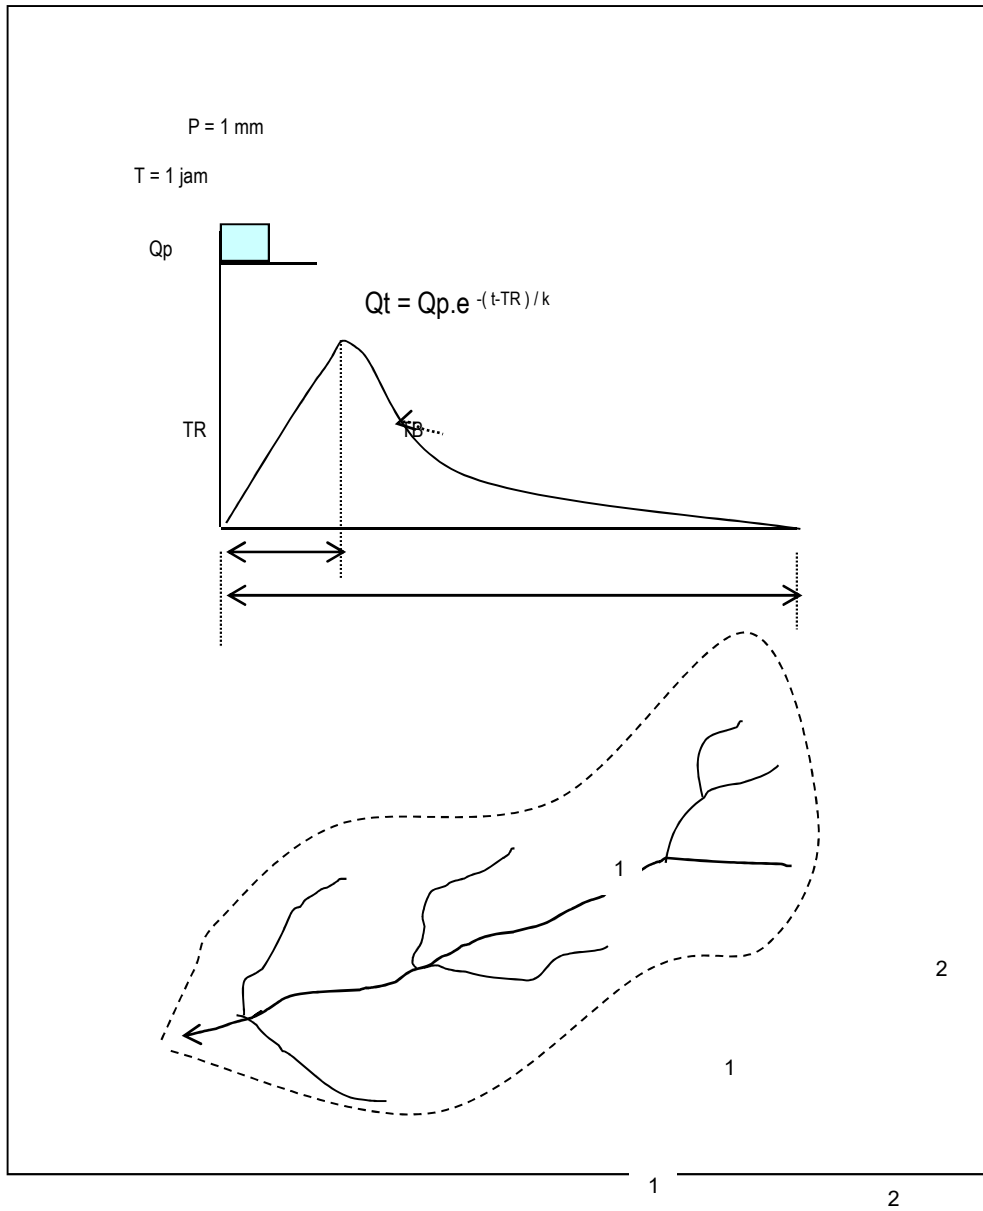 P = 1 mm
T = 1 jam
Qp
Qt = Qp.e -( t-TR ) / k
TR
TB
1
2
1
1
2